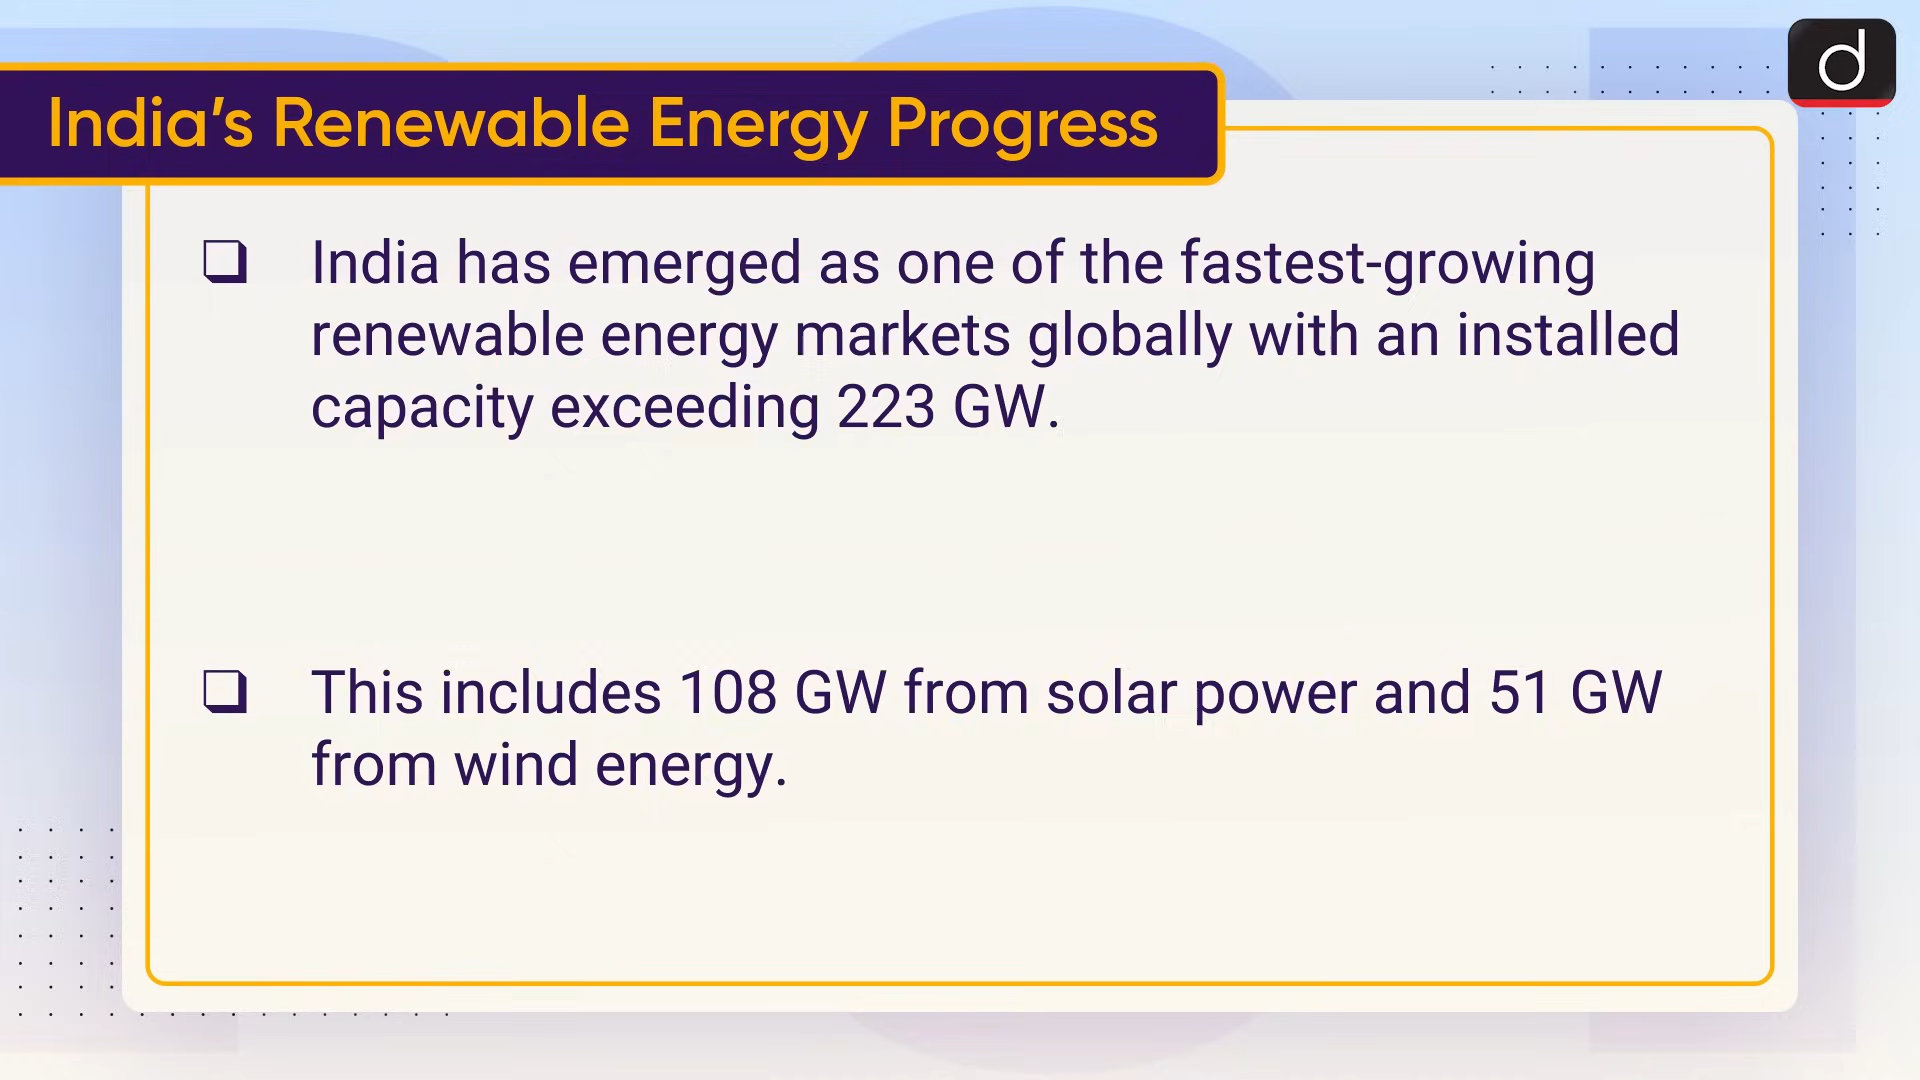 India’s Renewable Energy Progress
d
❑ India has emerged as one of the fastest-growing
renewable energy markets globally with an installed
capacity exceeding 223 GW.
❑ This includes 108 GW from solar power and 51 GW
from wind energy.